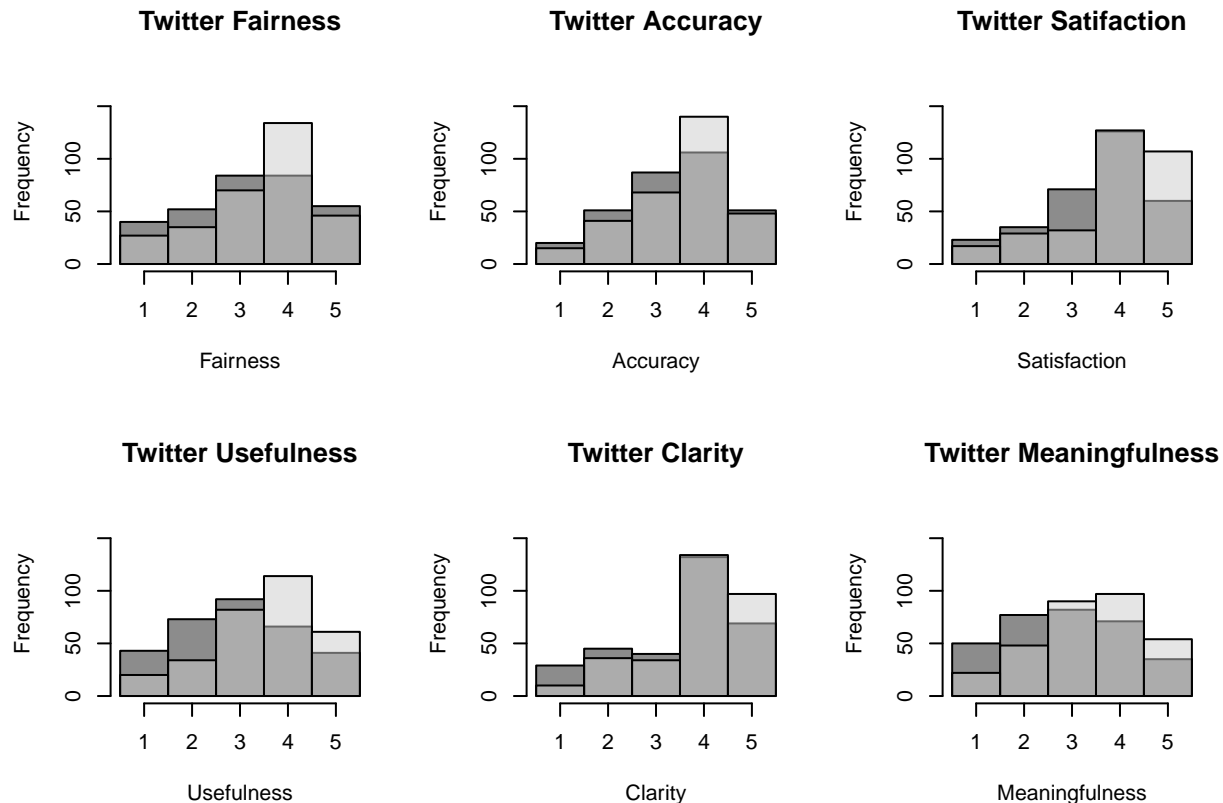 Twitter Fairness
Frequency
0 50 100
1 2 3 4 5
Fairness
Twitter Accuracy
Frequency
0 50 100
1 2 3 4 5
Accuracy
Twitter Satifaction
Frequency
0 50 100
1 2 3 4 5
Satisfaction
Twitter Usefulness
Frequency
0 50 100
1 2 3 4 5
Usefulness
Twitter Clarity
Frequency
0 50 100
1 2 3 4 5
Clarity
Twitter Meaningfulness
Frequency
0 50 100
1 2 3 4 5
Meaningfulness